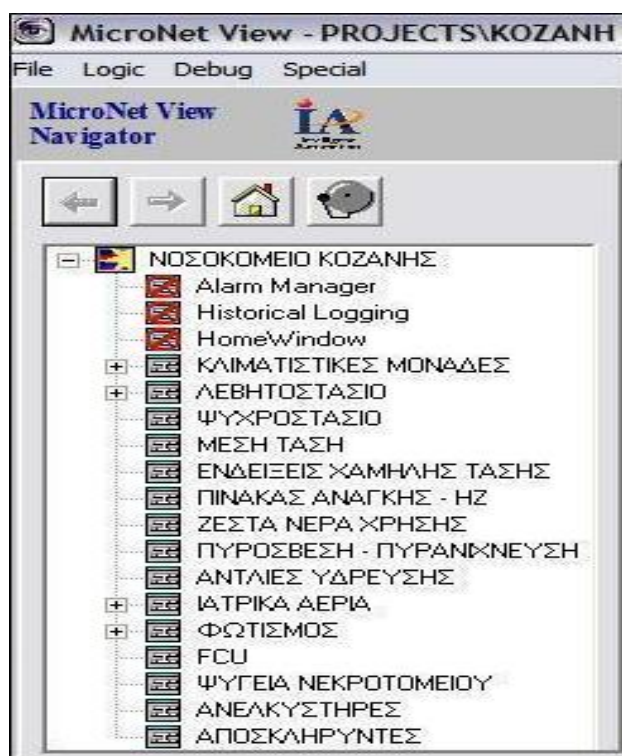 MicroNet View - PROJECTS\KOZANH
File Logic Debug Special
MicroNet View
Navigator
IA
ΝΟΣΟΚΟΜΕΙΟ ΚΟΖΑΝΗΣ
Alarm Manager
Historical Logging
HomeWindow
ΚΛΙΜΑΤΙΣΤΙΚΕΣ ΜΟΝΑΔΕΣ
ΛΕΒΗΤΟΣΤΑΣΙΟ
ΨΥΧΡΟΣΤΑΣΙΟ
ΜΕΣΗ ΤΑΣΗ
ΕΝΔΕΙΞΕΙΣ ΧΑΜΗΛΗΣ ΤΑΣΗΣ
ΠΙΝΑΚΑΣ ΑΝΑΓΚΗΣ - ΗΖ
ΖΕΣΤΑ ΝΕΡΑ ΧΡΗΣΗΣ
ΠΥΡΟΣΒΕΣΗ - ΠΥΡΑΝΙΧΝΕΥΣΗ
ΑΝΤΛΙΕΣ ΥΔΡΕΥΣΗΣ
ΙΑΤΡΙΚΑ ΑΕΡΙΑ
ΦΩΤΙΣΜΟΣ
FCU
ΨΥΓΕΙΑ ΝΕΚΡΟΤΟΜΕΙΟΥ
ΑΝΕΛΚΥΣΤΗΡΕΣ
ΑΠΟΣΚΛΗΡΥΝΤΕΣ